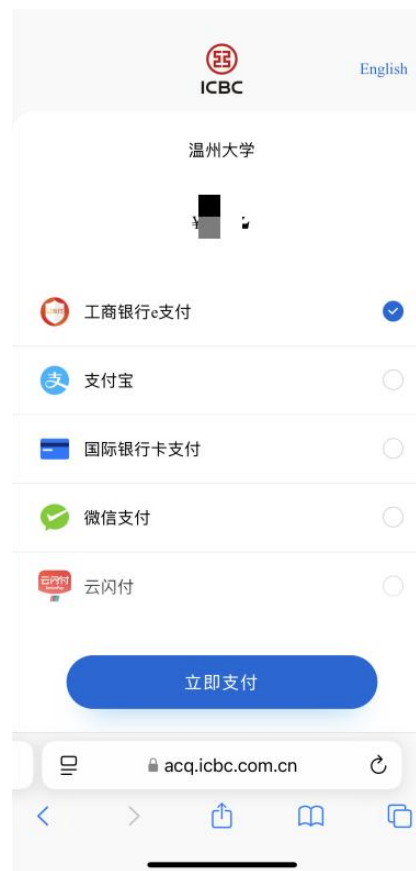 ICBC
English
温州大学
工商银行e支付
支付宝
国际银行卡支付
微信支付
云闪付
立即支付
acq.icbc.com.cn